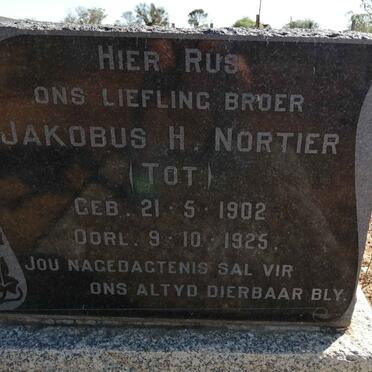 HIER RUS
ONS LIEFLING BROER
JAKOBUS H. NORTIER
(TOT)
GEB. 21-5-1902
OORL. 9-10-1925.
JOU NAGEDAGTENIS SAL VIR
ONS ALTYD DIERBAAR BLY.